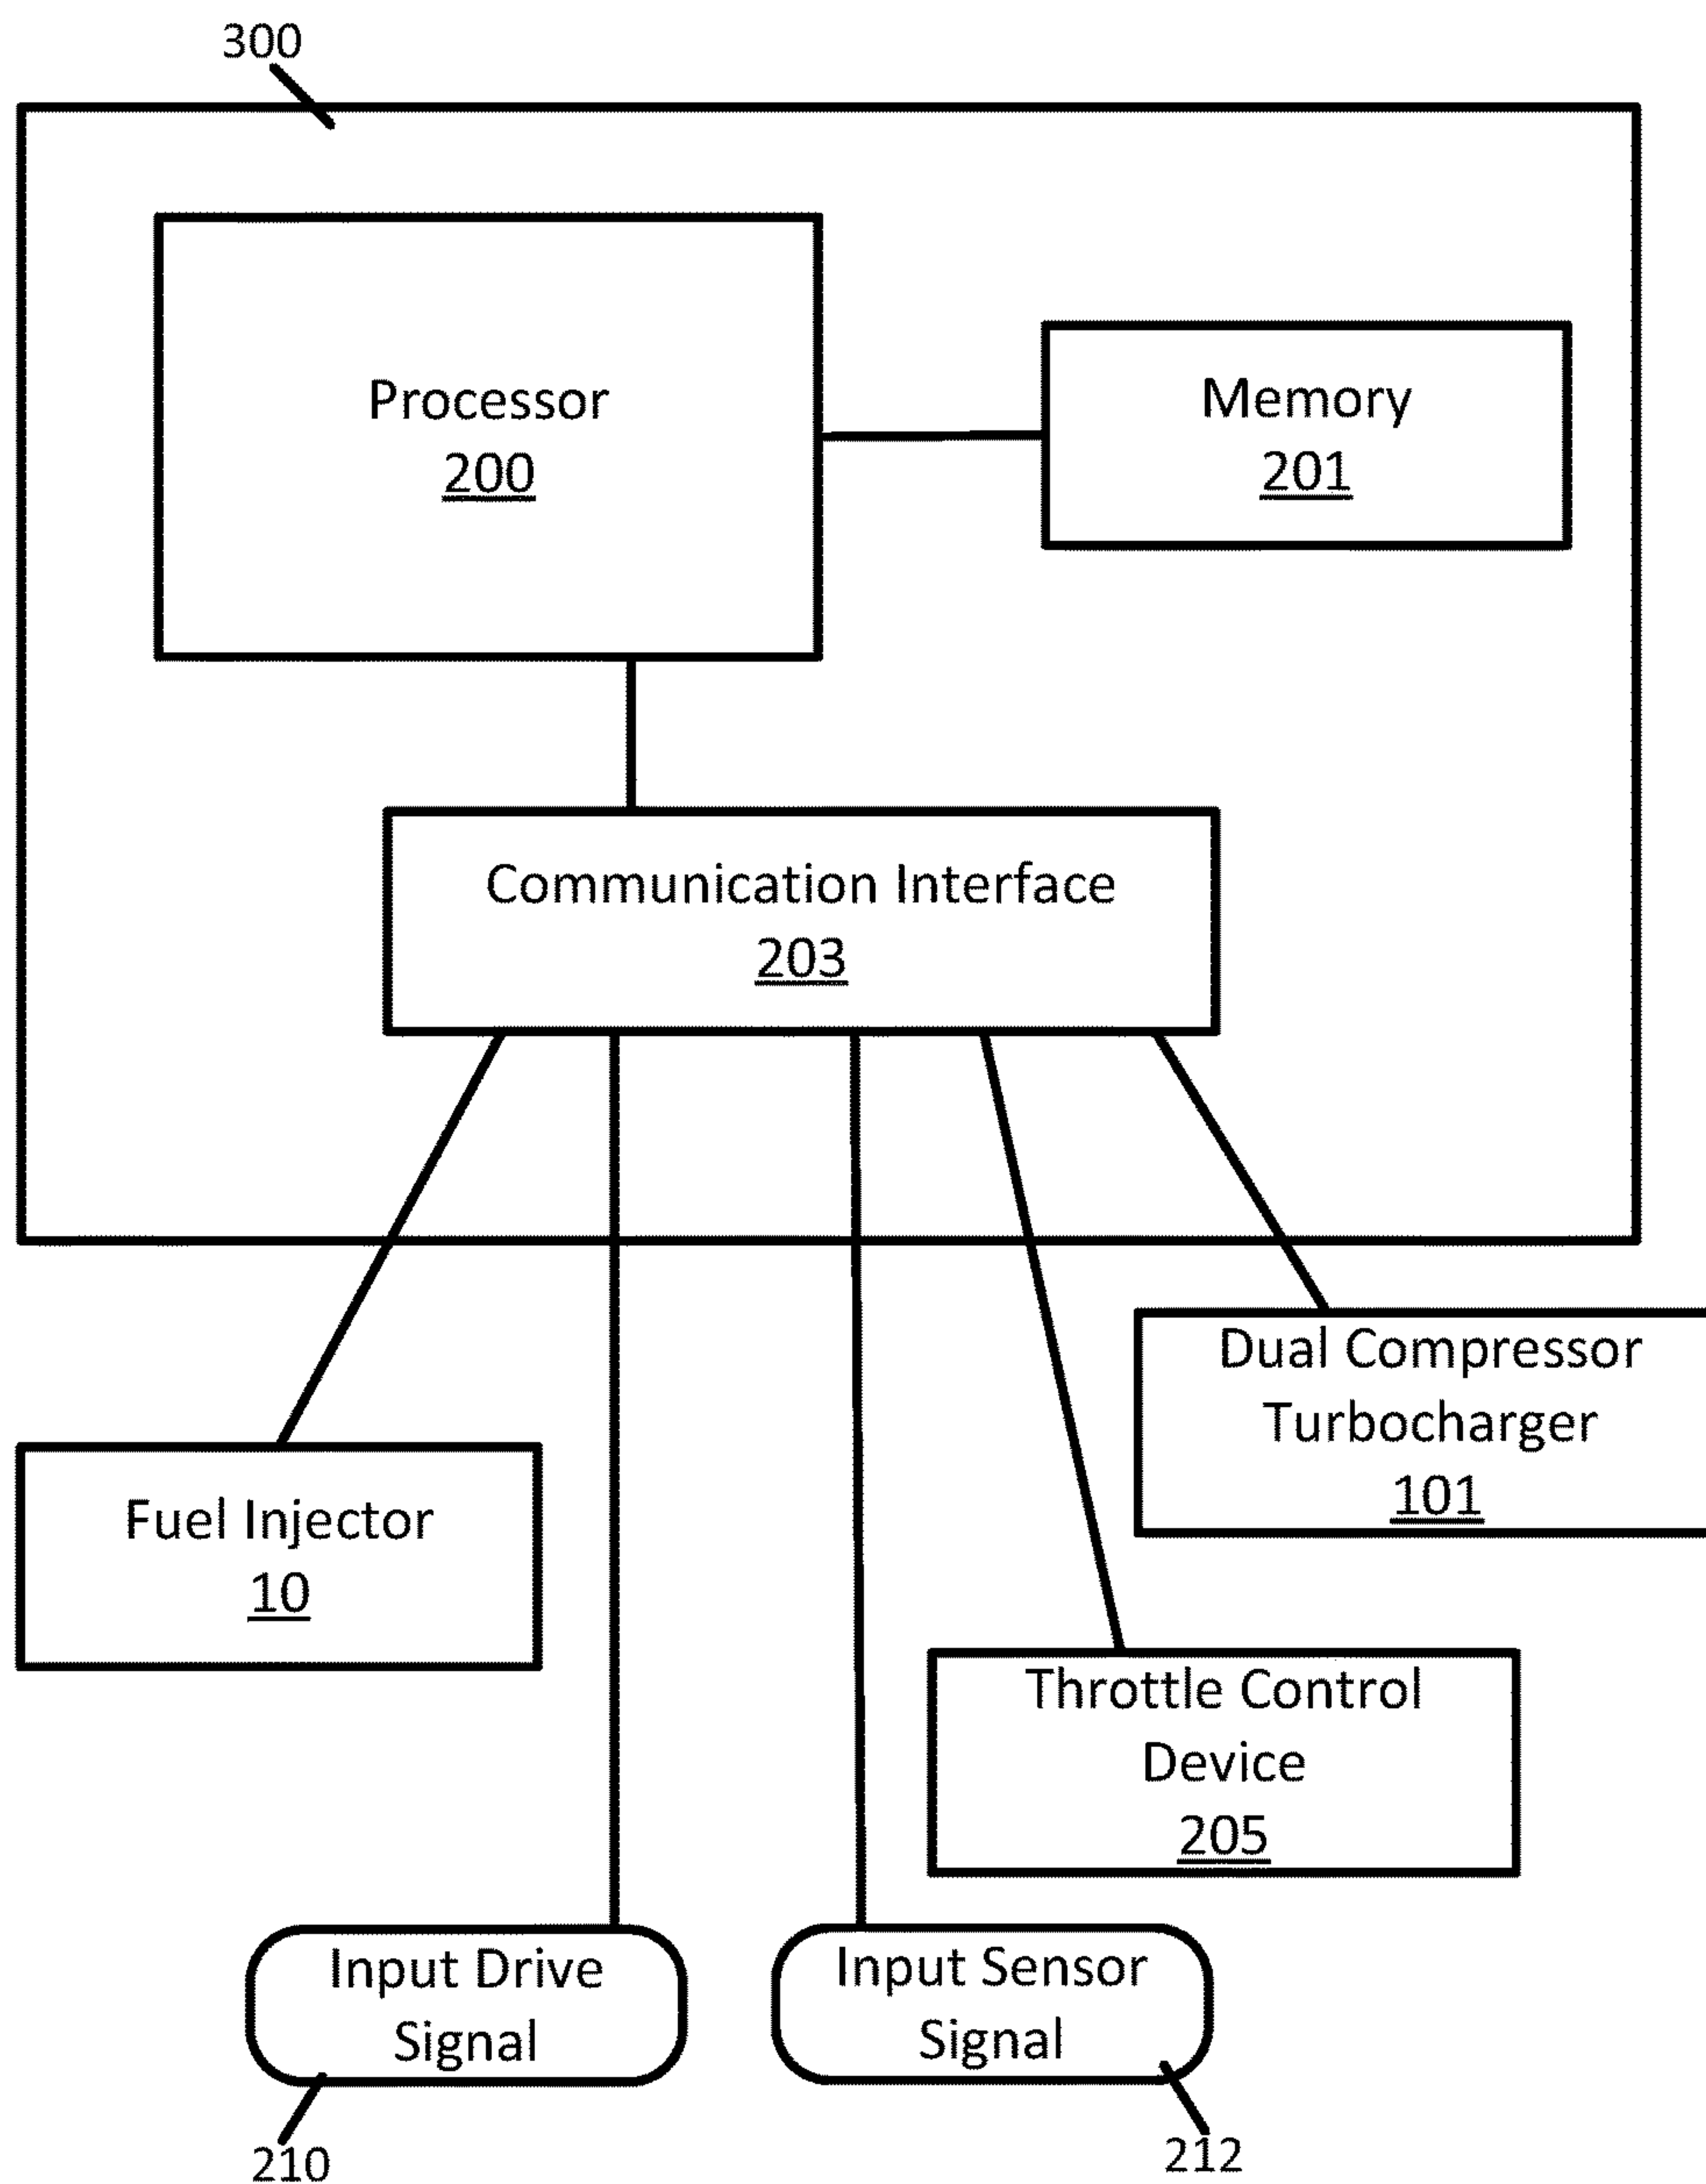 300
Processor
200
Memory
201
Communication Interface
203
Dual Compressor
Turbocharger
101
Fuel Injector
10
Throttle Control
Device
205
Input Drive
Signal
Input Sensor
Signal
210
212